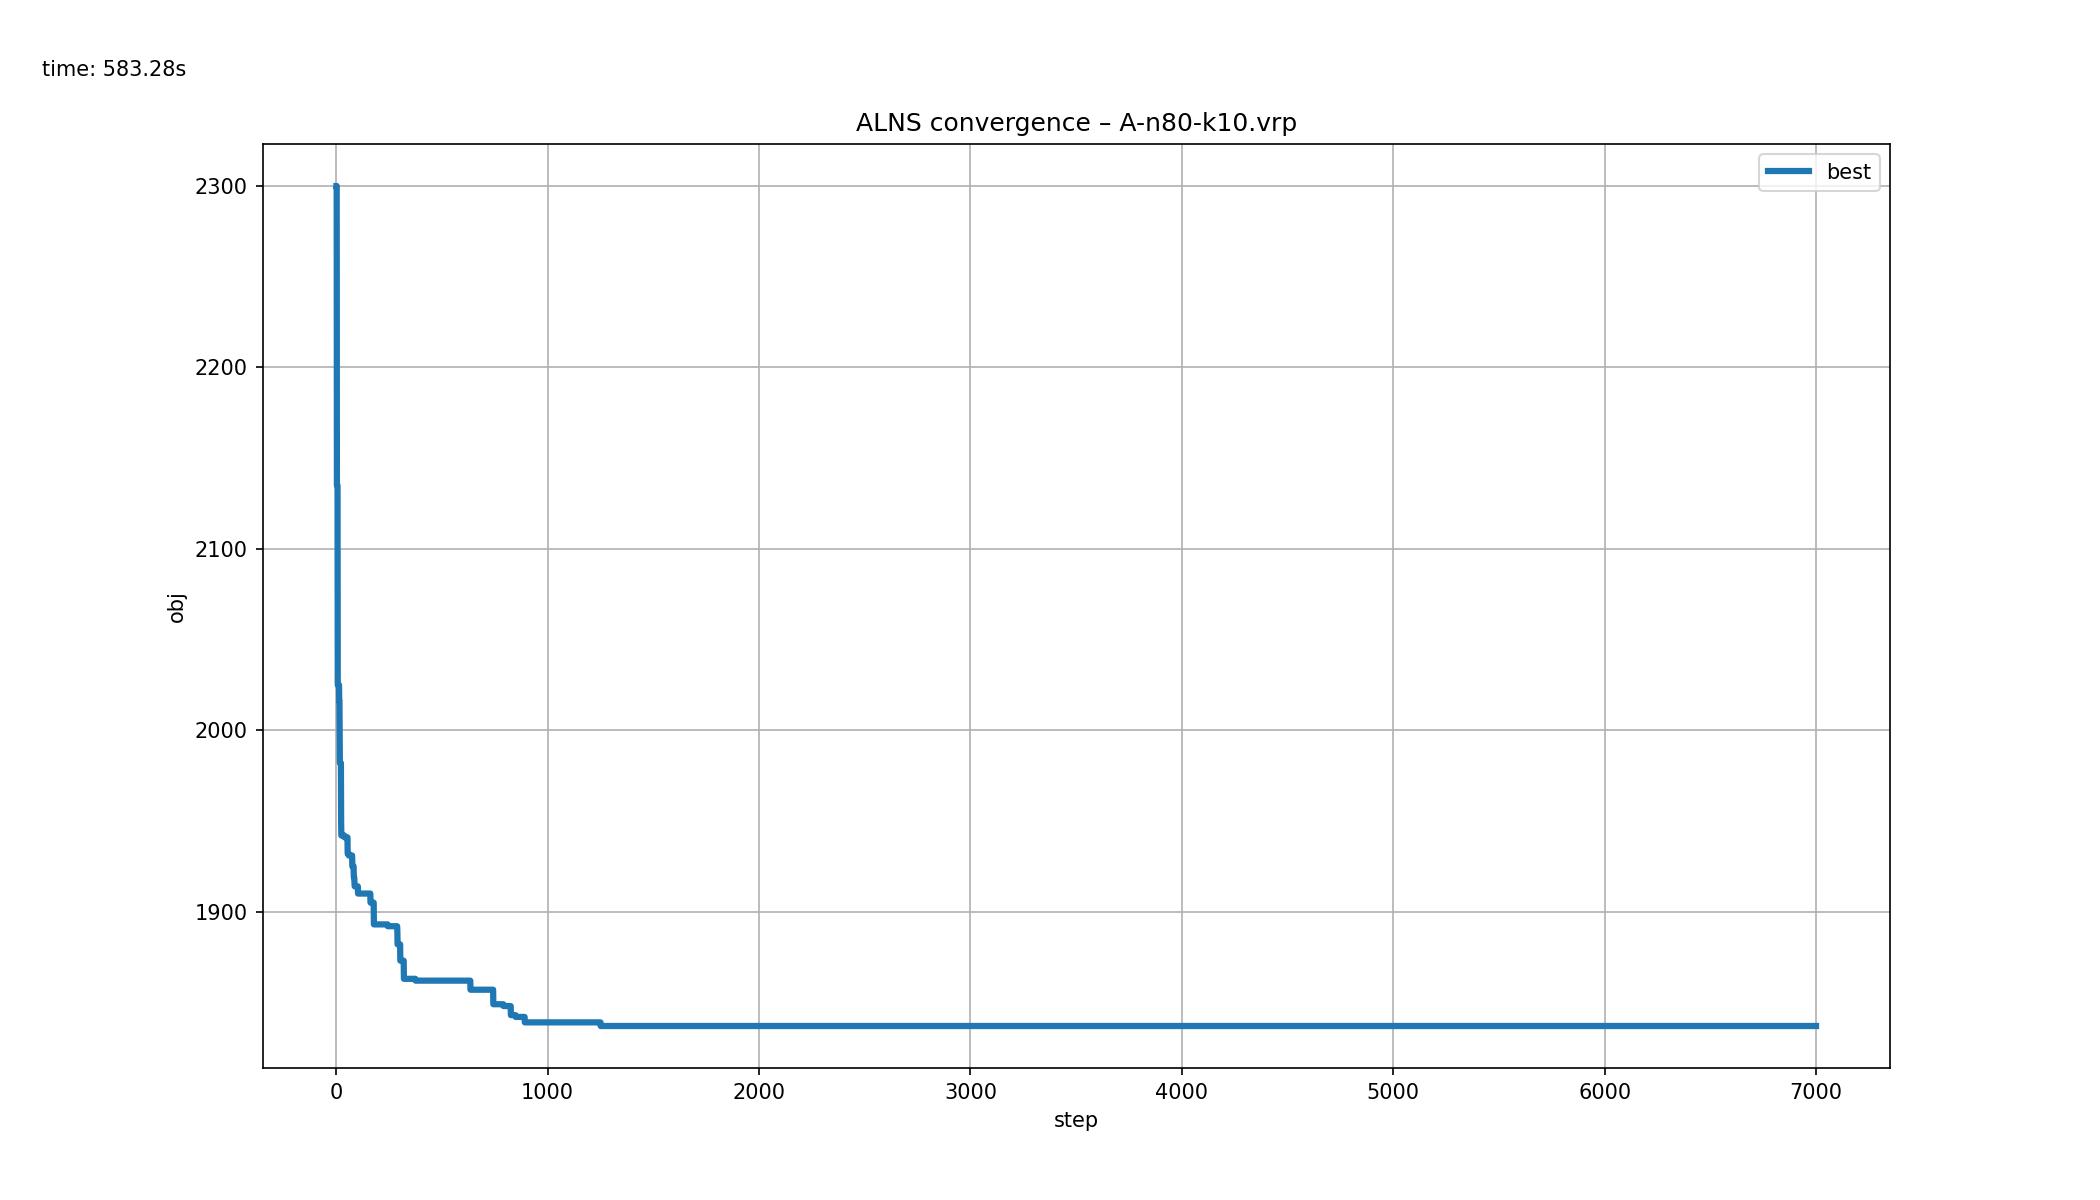 time: 583.28s
ALNS convergence – A-n80-k10.vrp
best
2300
2200
2100
2000
1900
obj
0 1000 2000 3000 4000 5000 6000 7000
step